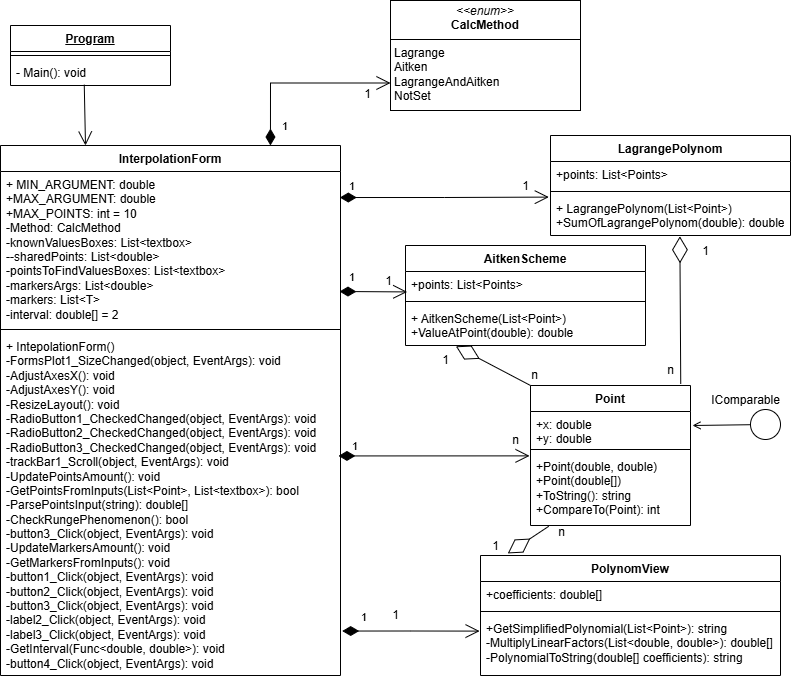 <<enum>>
CalcMethod
Lagrange
Aitken
LagrangeAndAitken
NotSet
Program
- Main(): void
1
1
InterpolationForm
+ MIN_ARGUMENT: double
+MAX_ARGUMENT: double
+MAX_POINTS: int = 10
-Method: CalcMethod
-knownValuesBoxes: List<textbox>
--sharedPoints: List<double>
-pointsToFindValuesBoxes: List<textbox>
-markersArgs: List<double>
-markers: List<T>
-interval: double[] = 2
+ IntepolationForm()
-FormsPlot1_SizeChanged(object, EventArgs): void
-AdjustAxesX(): void
-AdjustAxesY(): void
-ResizeLayout(): void
-RadioButton1_CheckedChanged(object, EventArgs): void
-RadioButton2_CheckedChanged(object, EventArgs): void
-RadioButton3_CheckedChanged(object, EventArgs): void
-trackBar1_Scroll(object, EventArgs): void
-UpdatePointsAmount(): void
-GetPointsFromInputs(List<Point>, List<textbox>): bool
-ParsePointsInput(string): double[]
-CheckRungePhenomenon(): bool
-button3_Click(object, EventArgs): void
-UpdateMarkersAmount(): void
-GetMarkersFromInputs(): void
-button1_Click(object, EventArgs): void
-button2_Click(object, EventArgs): void
-button3_Click(object, EventArgs): void
-label2_Click(object, EventArgs): void
-label3_Click(object, EventArgs): void
-GetInterval(Func<double, double>): void
-button4_Click(object, EventArgs): void
1
1
LagrangePolynom
+points: List<Points>
+ LagrangePolynom(List<Point>)
+SumOfLagrangePolynom(double): double
1
1
1
AitkenScheme
+points: List<Points>
+ AitkenScheme(List<Point>)
+ValueAtPoint(double): double
1
n
n
Point
+x: double
+y: double
+Point(double, double)
+Point(double[])
+ToString(): string
+CompareTo(Point): int
IComparable
1
n
1
n
1
1
PolynomView
+coefficients: double[]
+GetSimplifiedPolynomial(List<Point>): string
-MultiplyLinearFactors(List<double, double>): double[]
-PolynomialToString(double[] coefficients): string